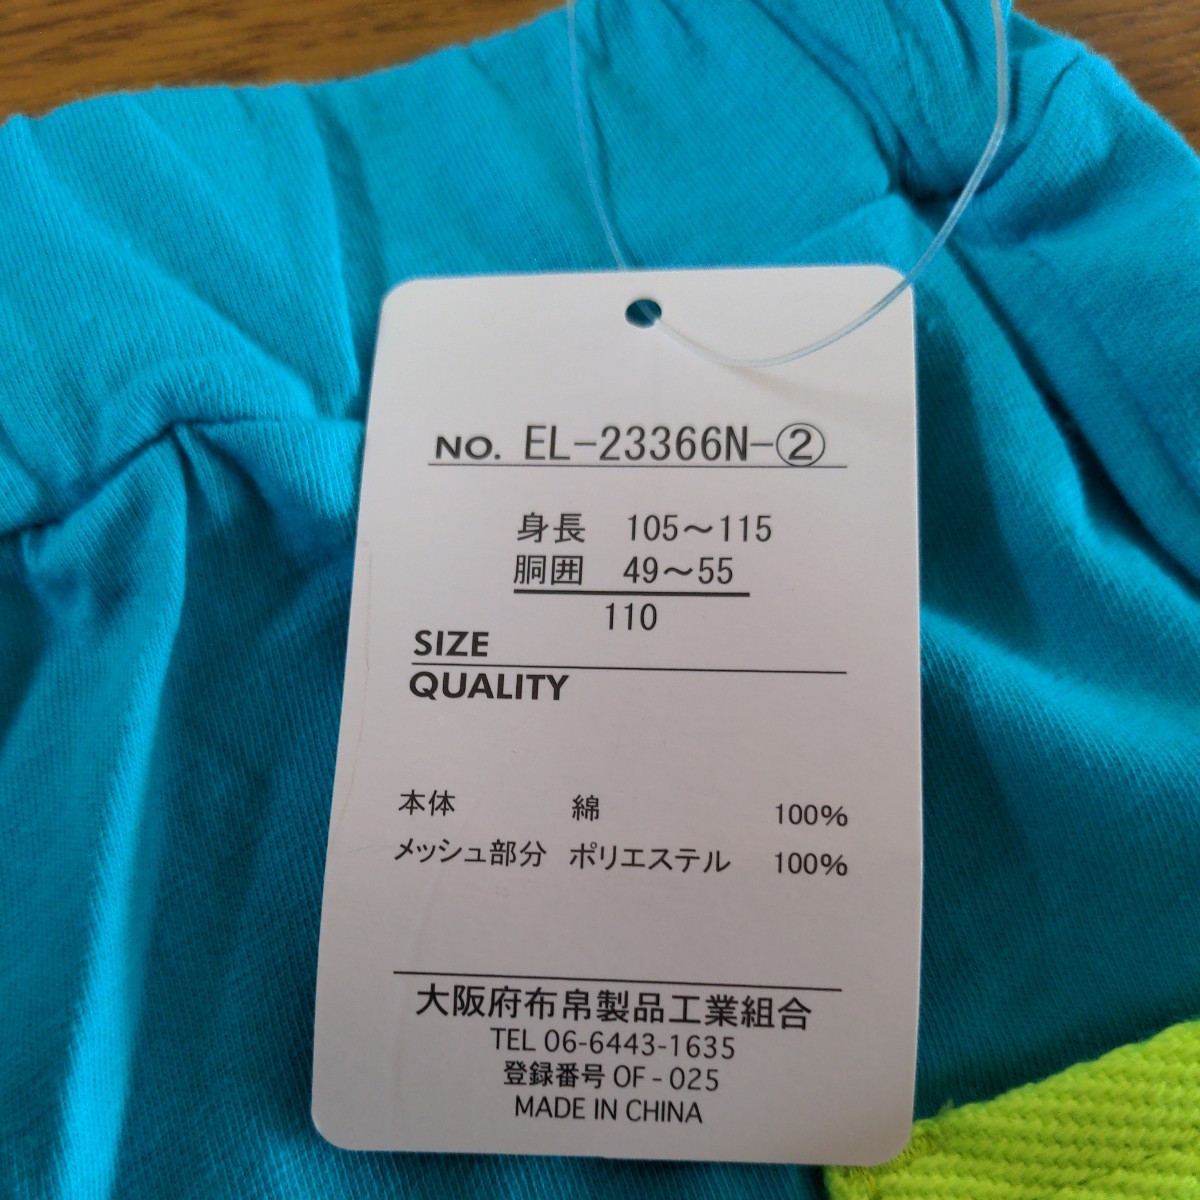 NO. EL-23366N-②
身長 105～115
胴囲 49～55
110
SIZE
QUALITY
本体 綿 100%
メッシュ部分 ポリエステル 100%
大阪府布帛製品工業組合
TEL 06-6443-1635
登録番号 OF-025
MADE IN CHINA